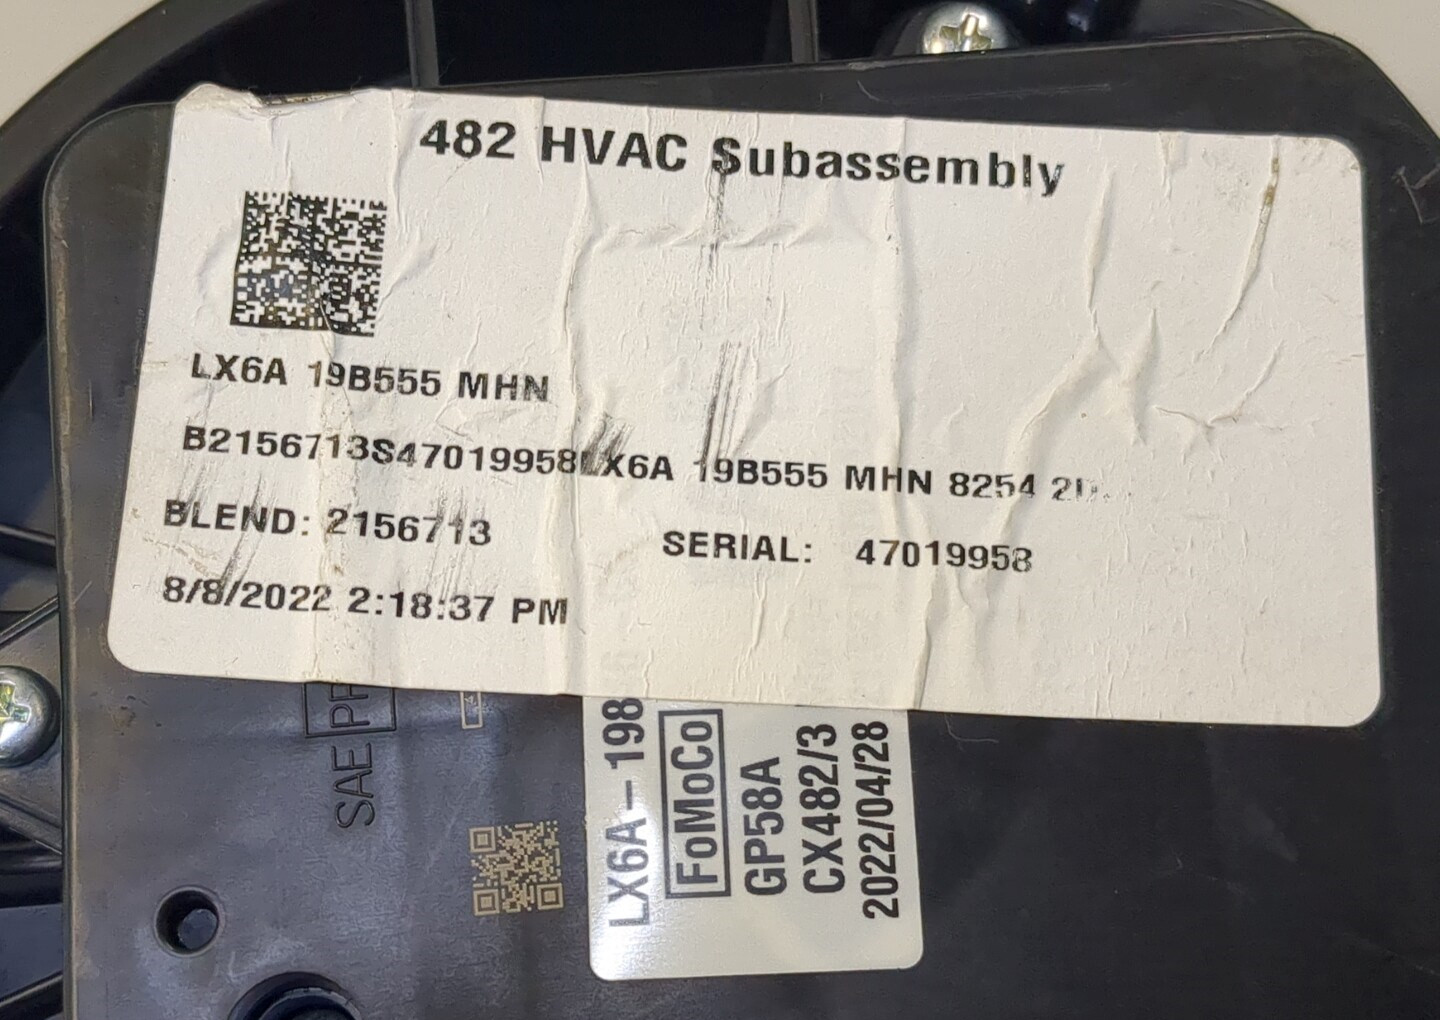 482 HVAC Subassembly
LX6A 19B555 MHN
B2156713S47019958LX6A 19B555 MHN 8254
BLEND: 2156713 SERIAL: 47019958
8/8/2022 2:18:37 PM
SAE
LX6A-198
FoMoCo
GP58A
CX482/3
2022/04/28